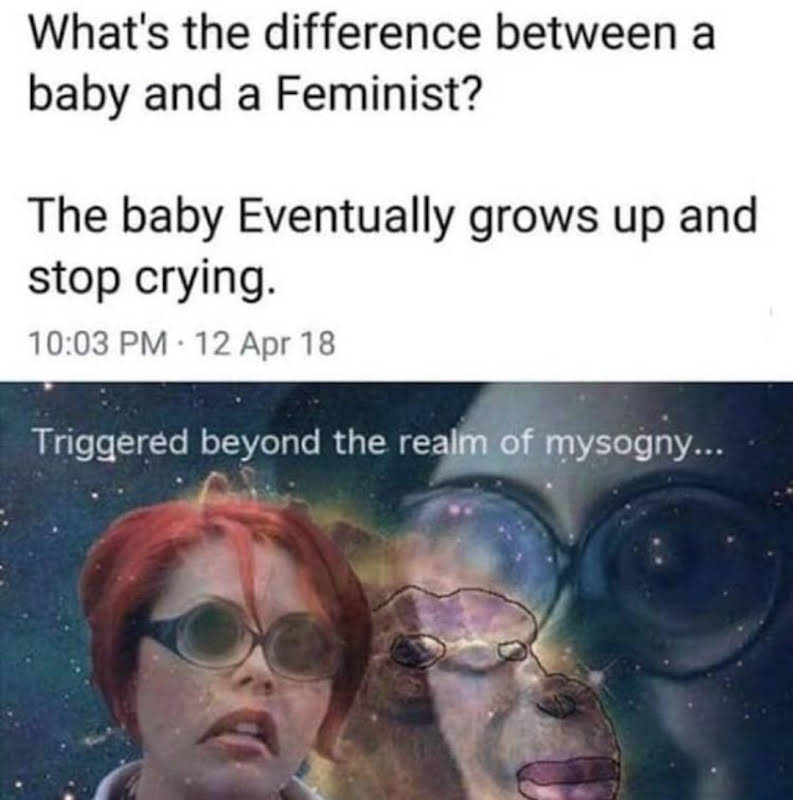 What's the difference between a
baby and a Feminist?
The baby Eventually grows up and
stop crying.
10:03 PM · 12 Apr 18
Triggered beyond the realm of mysogny...